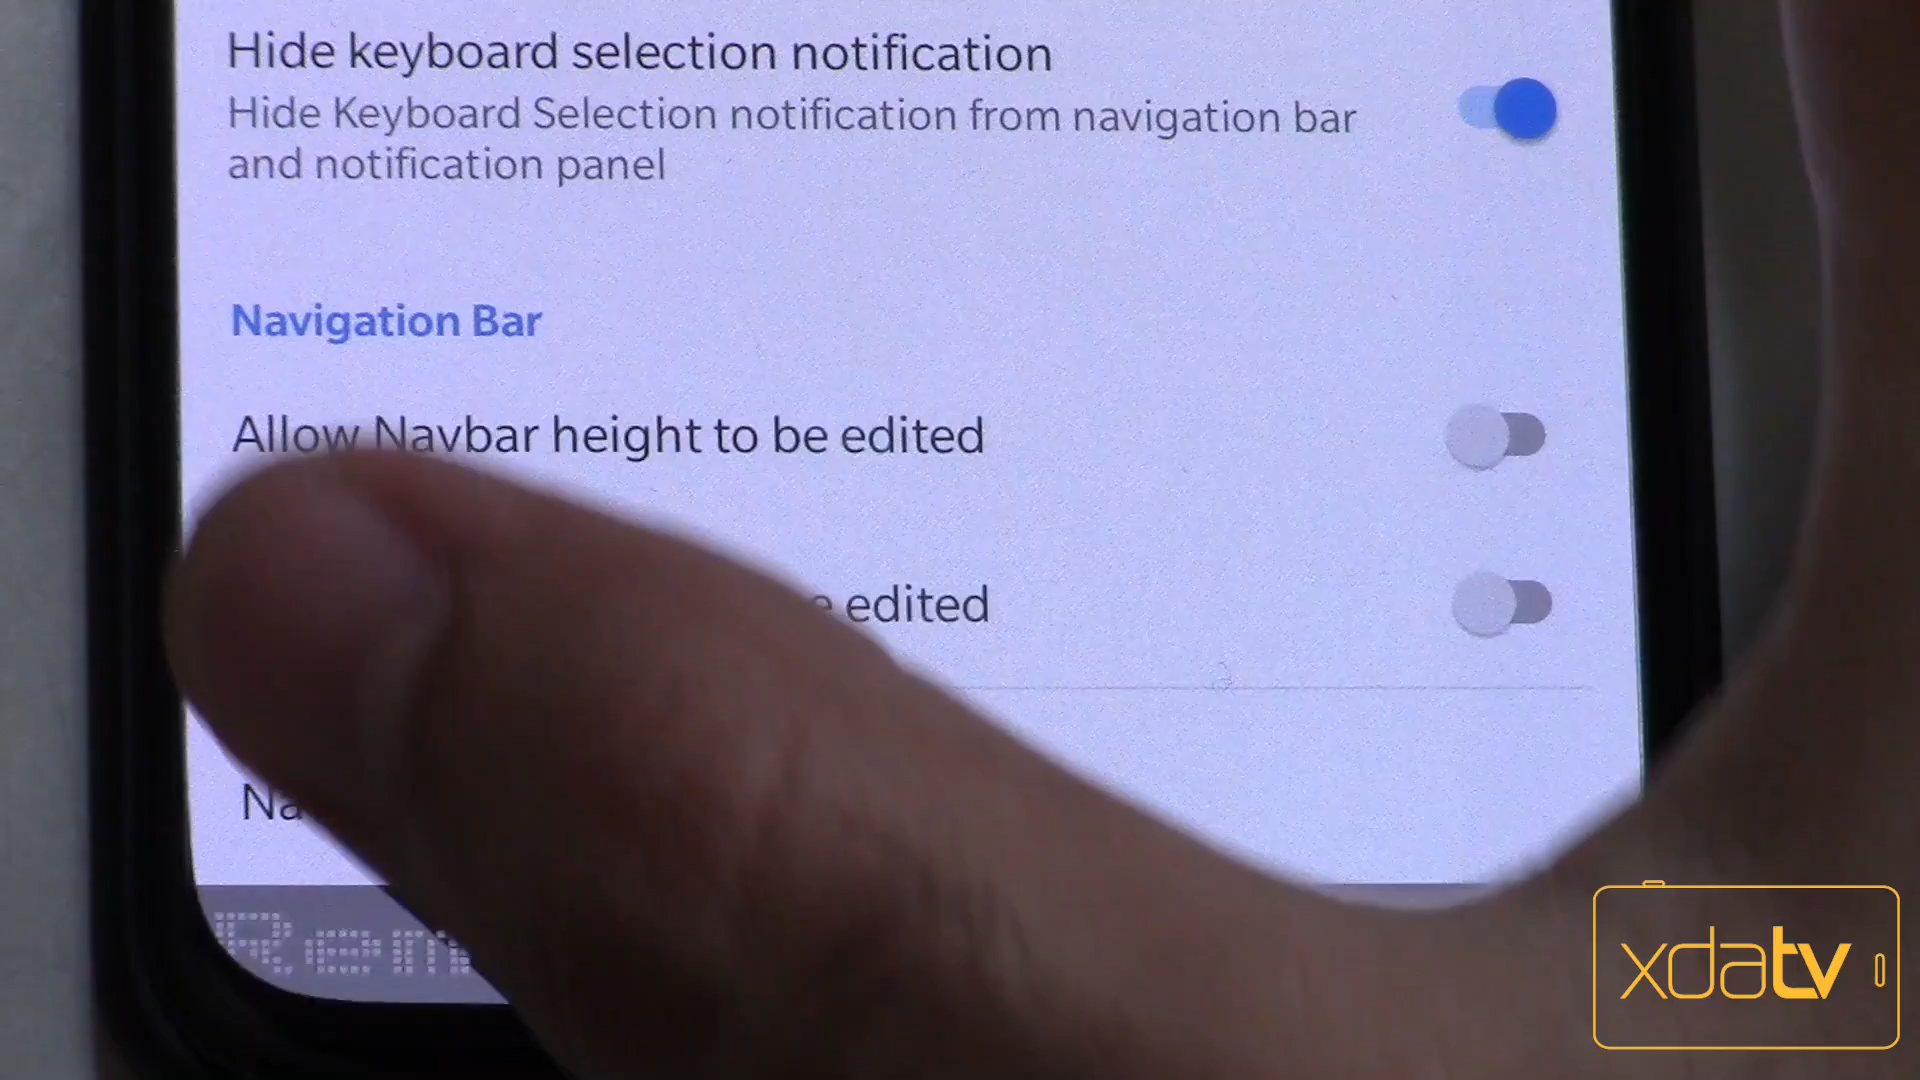 Hide keyboard selection notification
Hide Keyboard Selection notification from navigation bar
and notification panel
Navigation Bar
Allow Navbar height to be edited
edited
xdatv